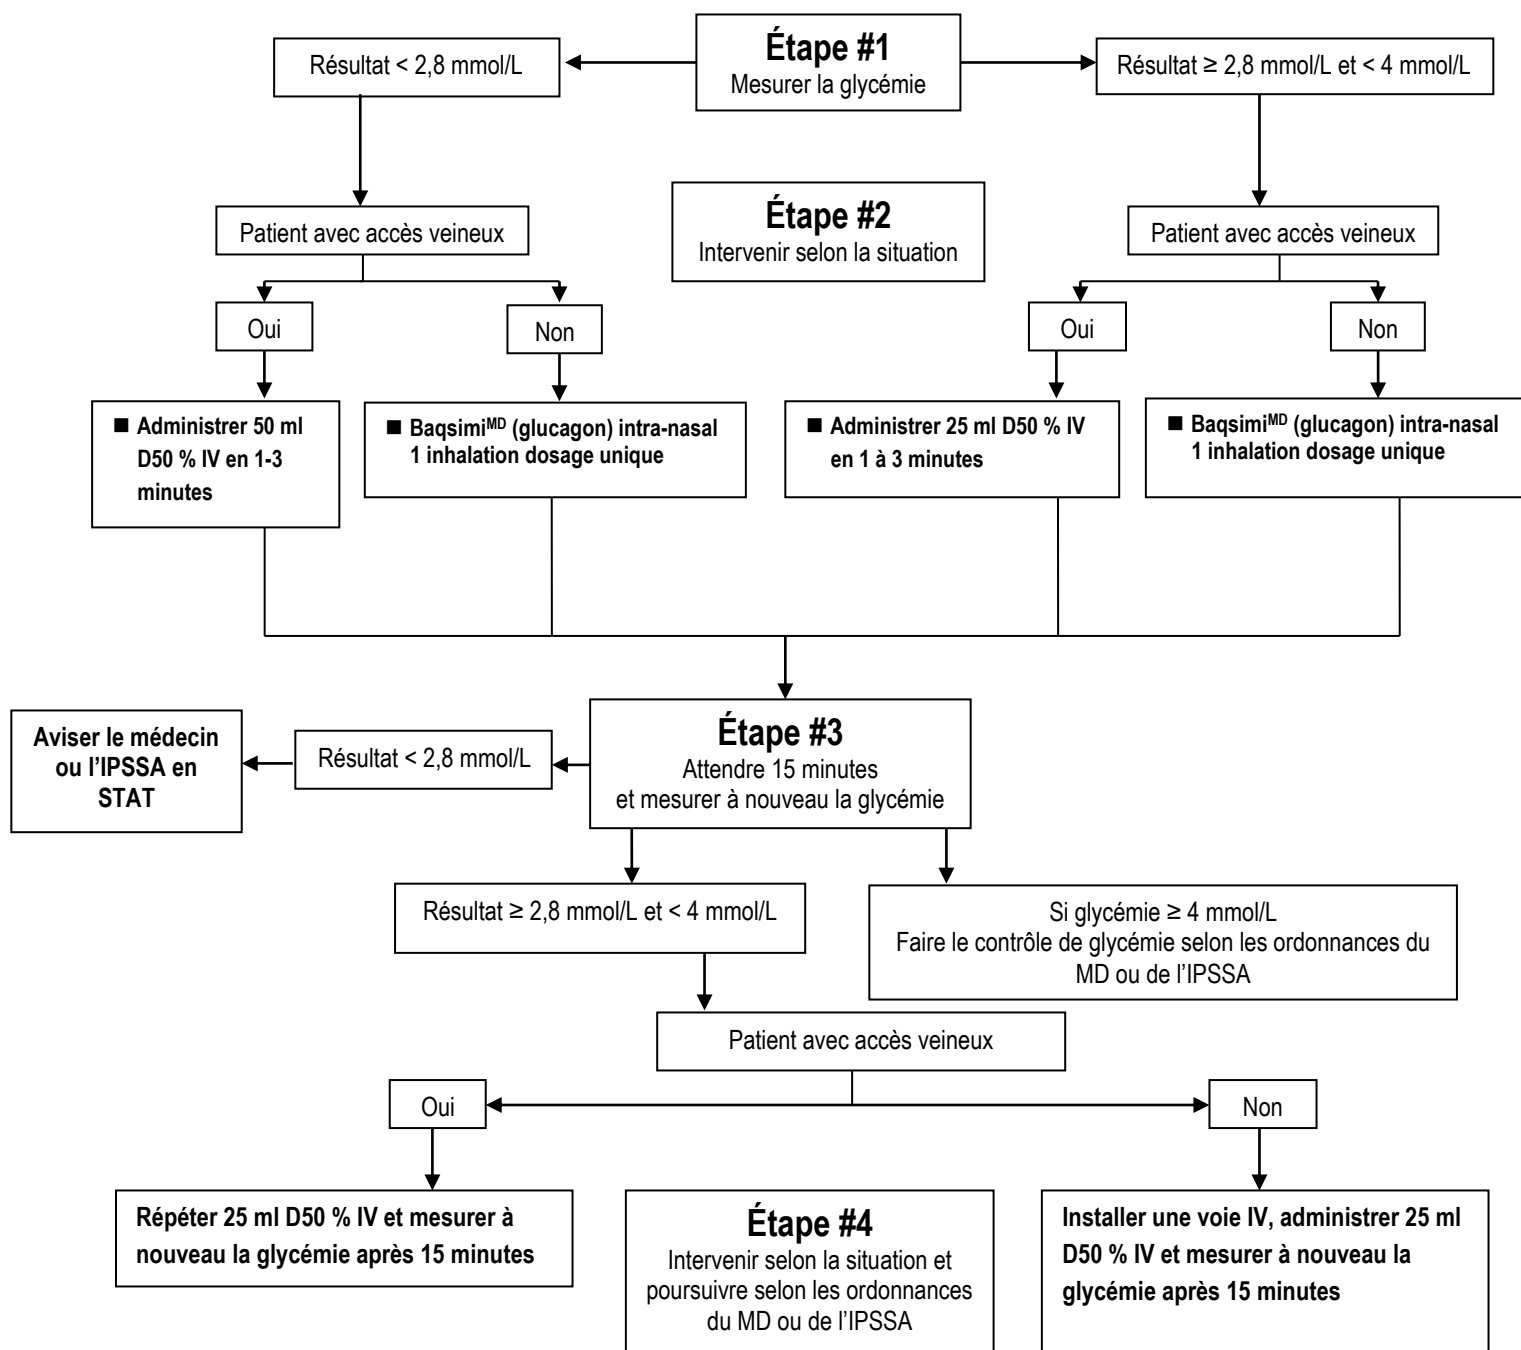 Étape #1
Mesurer la glycémie
Résultat < 2,8 mmol/L
Résultat ≥ 2,8 mmol/L et < 4 mmol/L
Étape #2
Intervenir selon la situation
Patient avec accès veineux
Patient avec accès veineux
Oui
Non
Oui
Non
■ Administrer 50 ml
D50 % IV en 1-3
minutes
■ Baqsimi^MD (glucagon) intra-nasal
1 inhalation dosage unique
■ Administrer 25 ml D50 % IV
en 1 à 3 minutes
■ Baqsimi^MD (glucagon) intra-nasal
1 inhalation dosage unique
Étape #3
Attendre 15 minutes
et mesurer à nouveau la glycémie
Résultat < 2,8 mmol/L
Aviser le médecin
ou l’IPSSA en
STAT
Résultat ≥ 2,8 mmol/L et < 4 mmol/L
Si glycémie ≥ 4 mmol/L
Faire le contrôle de glycémie selon les ordonnances du
MD ou de l’IPSSA
Patient avec accès veineux
Oui
Non
Répéter 25 ml D50 % IV et mesurer à
nouveau la glycémie après 15 minutes
Étape #4
Intervenir selon la situation et
poursuivre selon les ordonnances
du MD ou de l’IPSSA
Installer une voie IV, administrer 25 ml
D50 % IV et mesurer à nouveau la
glycémie après 15 minutes